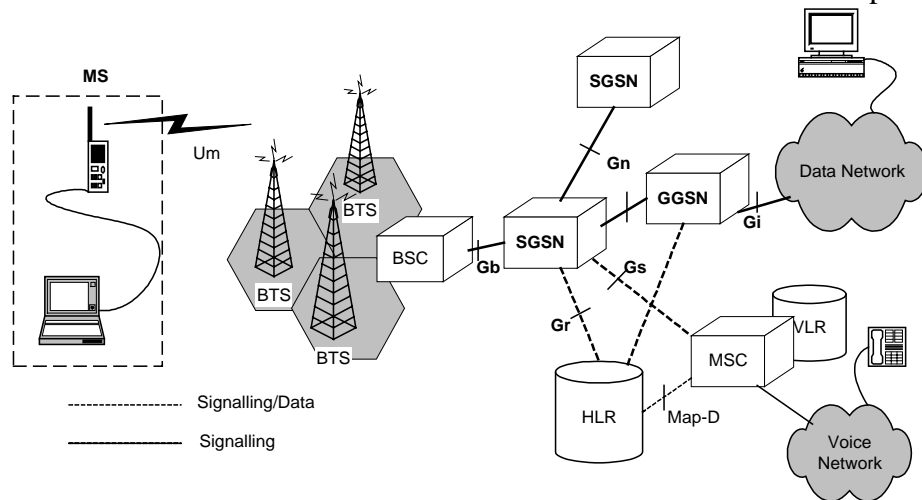 MS
SGSN
Um
Gn
Data Network
BTS
GGSN
Gi
SGSN
BSC
Gb
BTS
Gs
BTS
Gr
VLR
MSC
HLR
Map-D
Signalling/Data
Signalling
Voice
Network